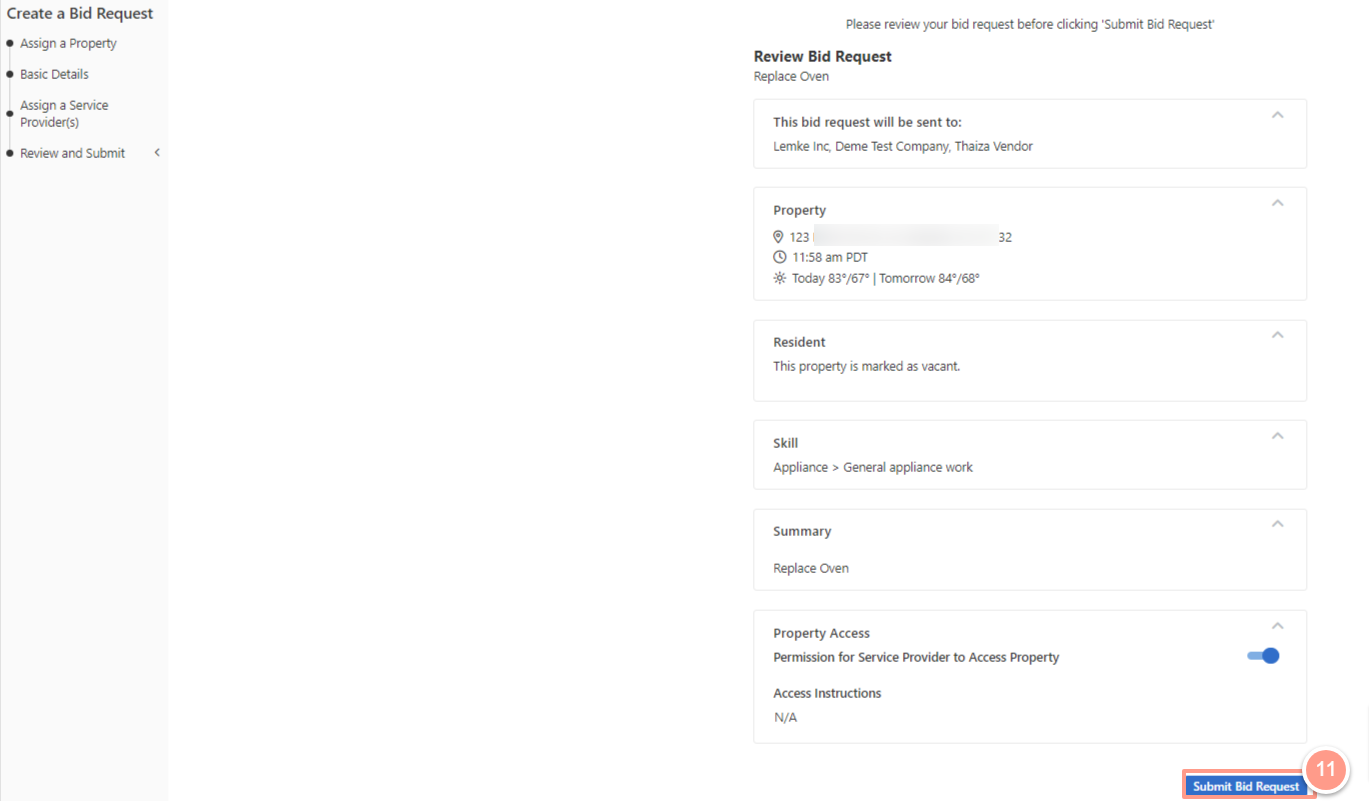 Create a Bid Request
Assign a Property
Basic Details
Assign a Service
Provider(s)
Review and Submit
Please review your bid request before clicking 'Submit Bid Request'
Review Bid Request
Replace Oven
This bid request will be sent to:
Lemke Inc, Deme Test Company, Thaiza Vendor
Property
123 32
11:58 am PDT
Today 83°/67° | Tomorrow 84°/68°
Resident
This property is marked as vacant.
Skill
Appliance > General appliance work
Summary
Replace Oven
Property Access
Permission for Service Provider to Access Property
Access Instructions
N/A
Submit Bid Request
11